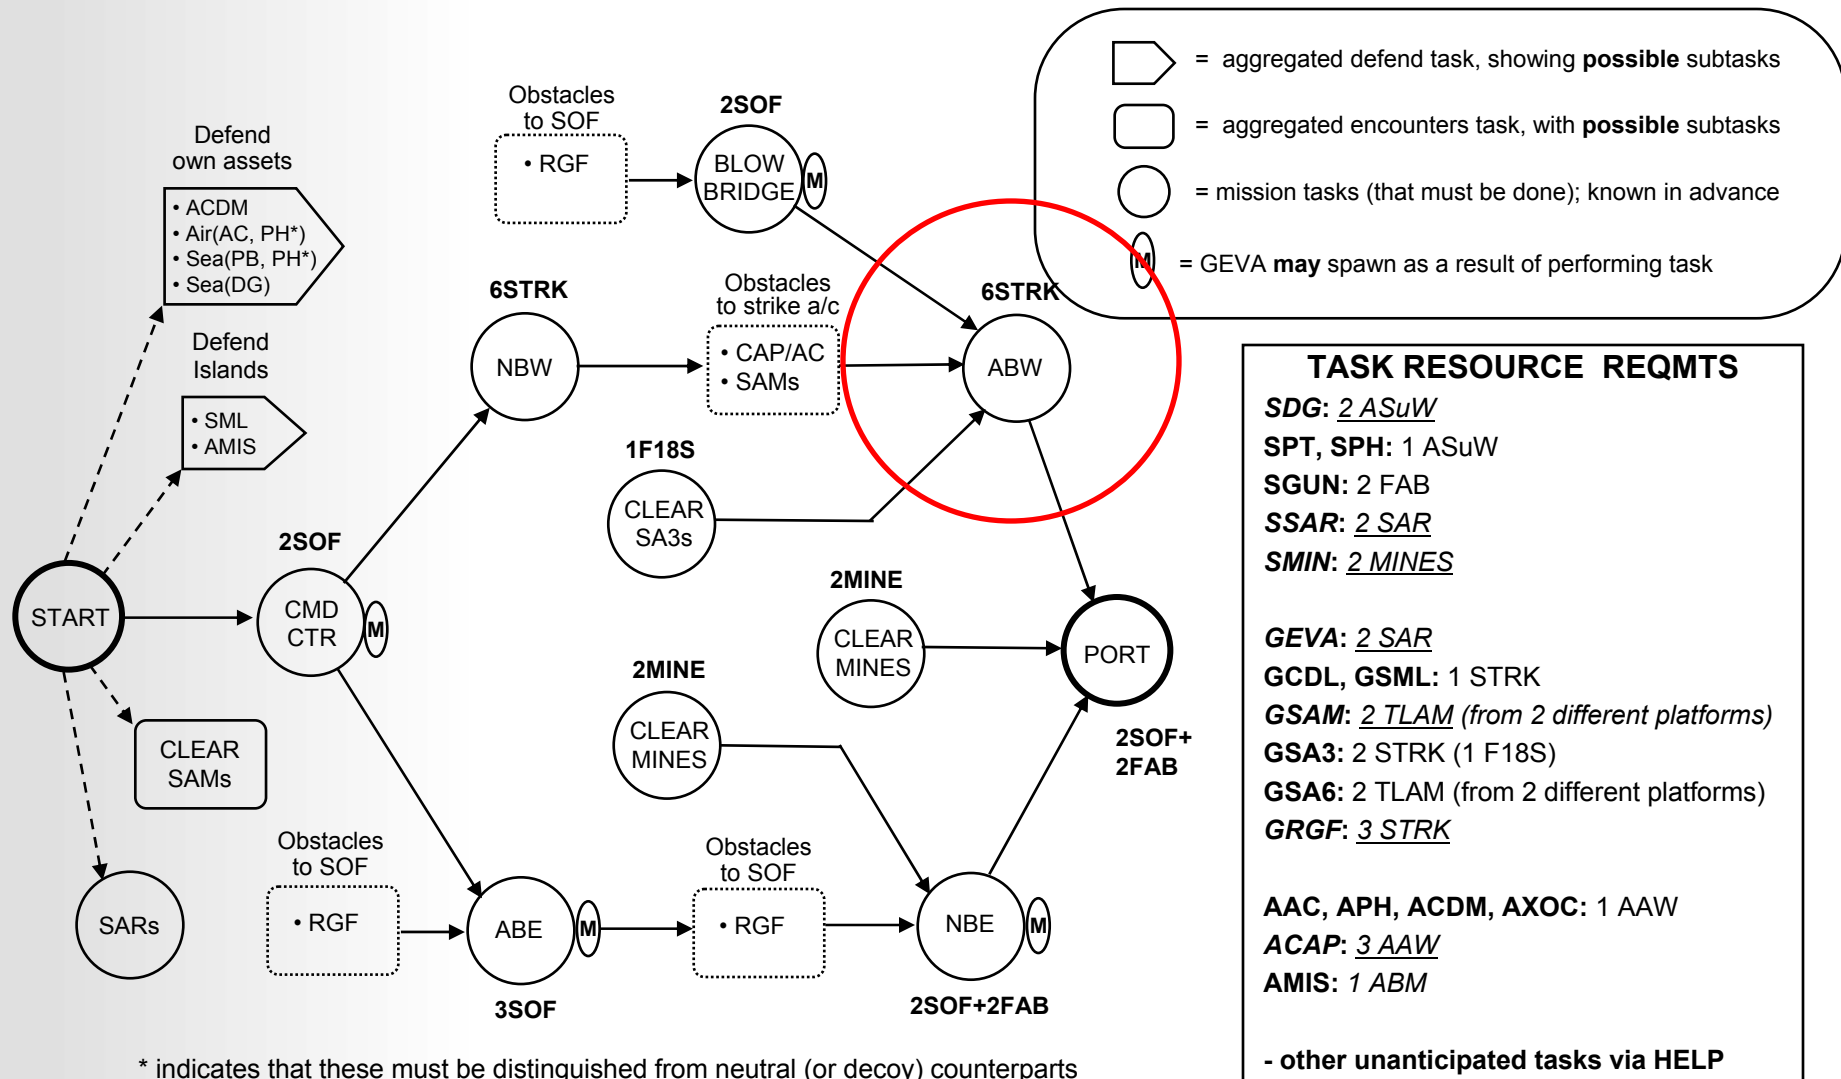 = aggregated defend task, showing possible subtasks
= aggregated encounters task, with possible subtasks
= mission tasks (that must be done); known in advance
M
= GEVA may spawn as a result of performing task
Obstacles
to SOF
• RGF
2SOF
BLOW
BRIDGE
M
Defend
own assets
• ACDM
• Air(AC, PH*)
• Sea(PB, PH*)
• Sea(DG)
Defend
Islands
• SML
• AMIS
6STRK
NBW
Obstacles
to strike a/c
• CAP/AC
• SAMs
6STRK
ABW
1F18S
CLEAR
SA3s
START
2SOF
CMD
CTR
M
2MINE
CLEAR
MINES
2MINE
CLEAR
MINES
PORT
2SOF+
2FAB
CLEAR
SAMs
SARs
Obstacles
to SOF
• RGF
ABE
M
3SOF
Obstacles
to SOF
• RGF
NBE
M
2SOF+2FAB
* indicates that these must be distinguished from neutral (or decoy) counterparts
TASK RESOURCE REQMTS
SDG: 2 ASuW
SPT, SPH: 1 ASuW
SGUN: 2 FAB
SSAR: 2 SAR
SMIN: 2 MINES
GEVA: 2 SAR
GCDL, GSML: 1 STRK
GSAM: 2 TLAM (from 2 different platforms)
GSA3: 2 STRK (1 F18S)
GSA6: 2 TLAM (from 2 different platforms)
GRGF: 3 STRK
AAC, APH, ACDM, AXOC: 1 AAW
ACAP: 3 AAW
AMIS: 1 ABM
- other unanticipated tasks via HELP